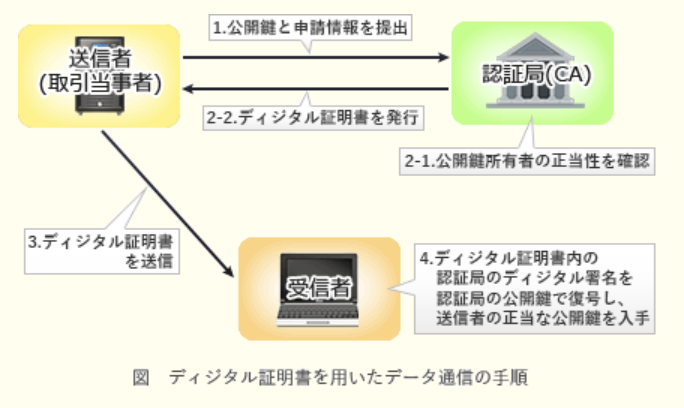 1.公開鍵と申請情報を提出
送信者
(取引当事者)
認証局(CA)
2-2.ディジタル証明書を発行
2-1.公開鍵所有者の正当性を確認
3.ディジタル証明書
を送信
受信者
4.ディジタル証明書内の
認証局のディジタル署名を
認証局の公開鍵で復号し、
送信者の正当な公開鍵を入手
図　ディジタル証明書を用いたデータ通信の手順